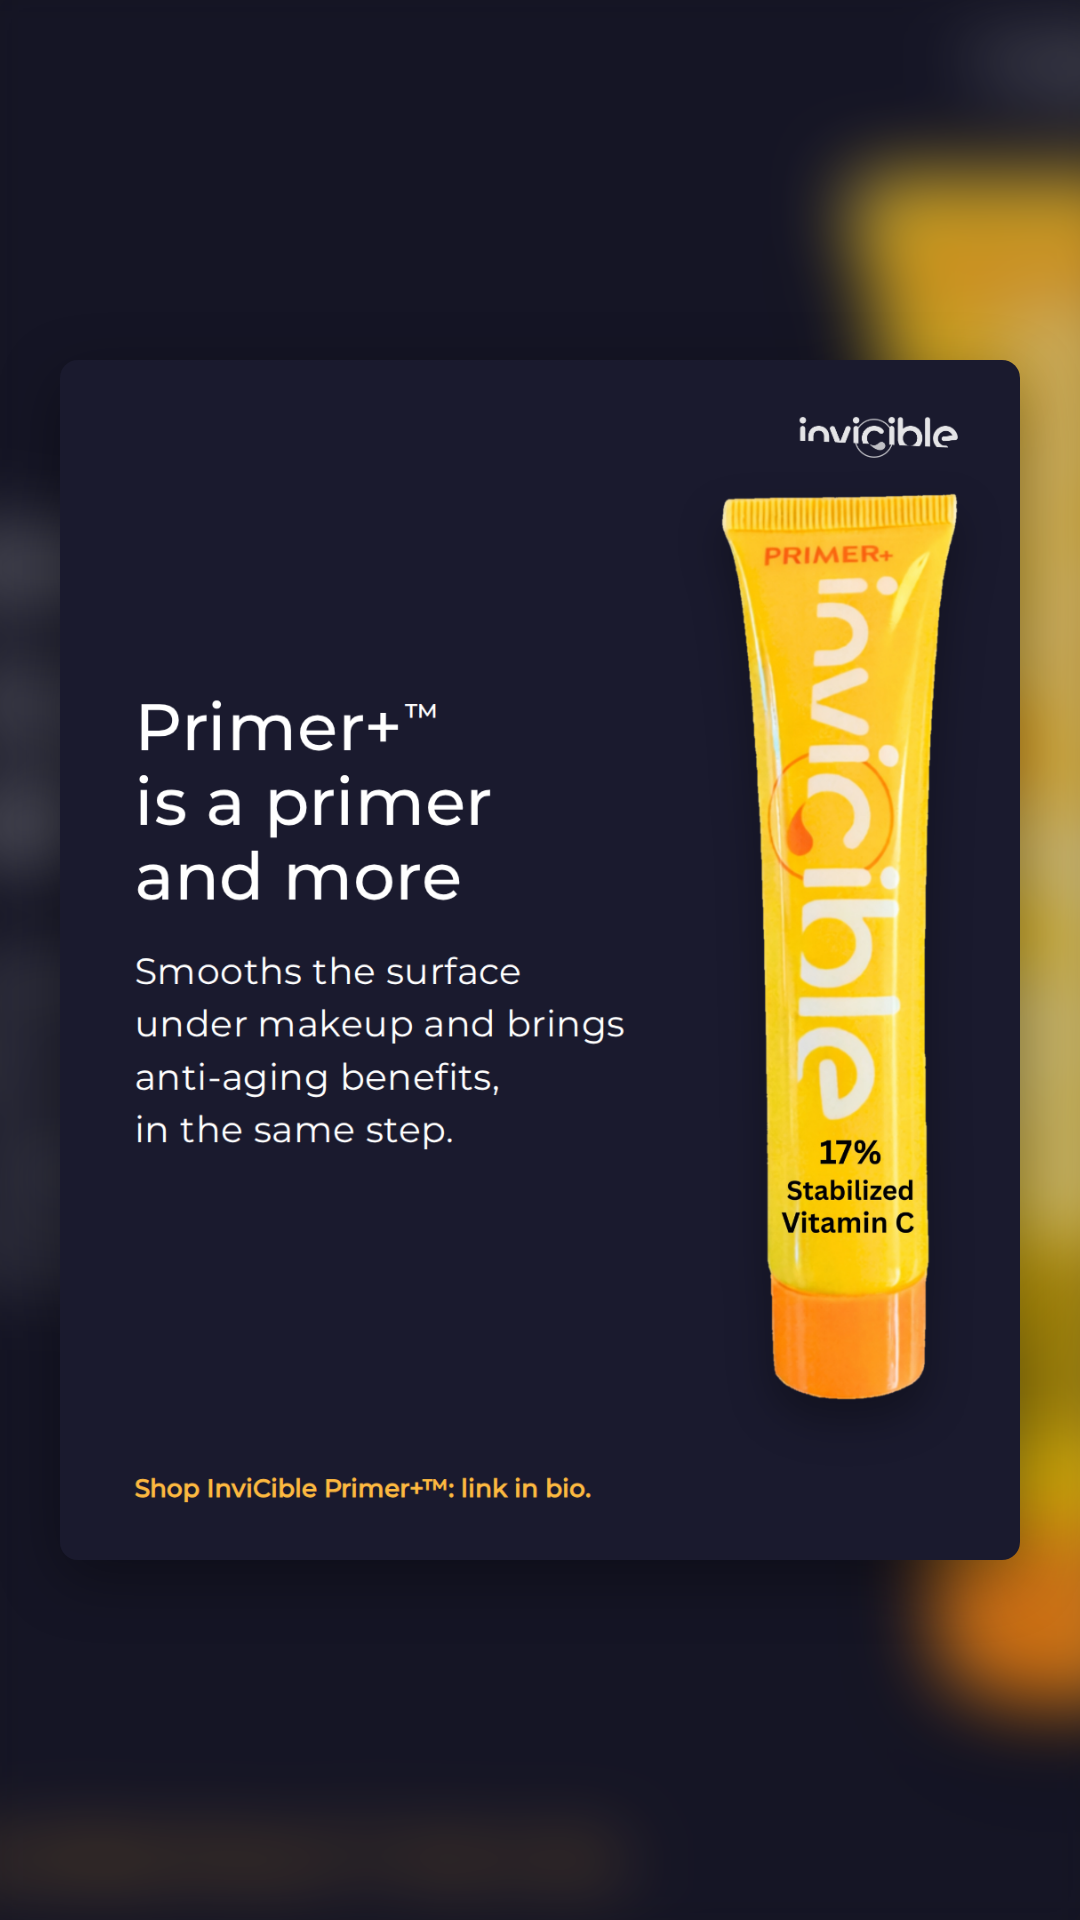 invicible
PRIMER+
invicible
Primer+™
is a primer
and more
Smooths the surface
under makeup and brings
anti-aging benefits,
in the same step.
17%
Stabilized
Vitamin C
Shop InviCible Primer+™: link in bio.